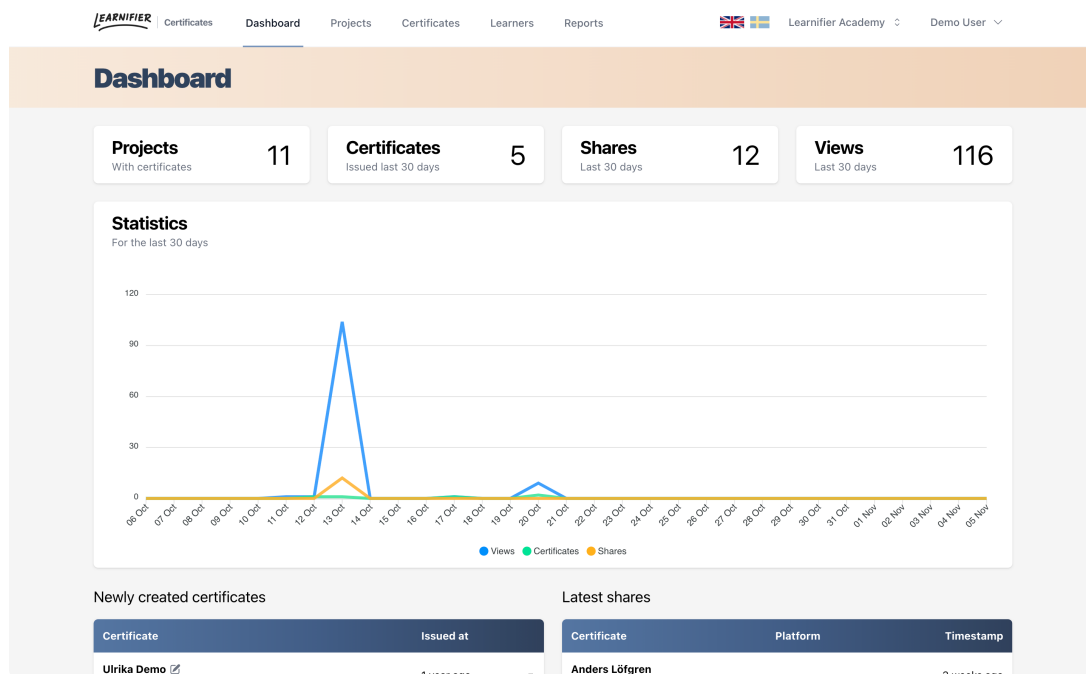 LEARNIFIER Certificates Dashboard Projects Certificates Learners Reports Learnifier Academy Demo User
Dashboard
Projects
With certificates
11
Certificates
Issued last 30 days
5
Shares
Last 30 days
12
Views
Last 30 days
116
Statistics
For the last 30 days
120
90
60
30
0
06 Oct 07 Oct 08 Oct 09 Oct 10 Oct 11 Oct 12 Oct 13 Oct 14 Oct 15 Oct 16 Oct 17 Oct 18 Oct 19 Oct 20 Oct 21 Oct 22 Oct 23 Oct 24 Oct 25 Oct 26 Oct 27 Oct 28 Oct 29 Oct 30 Oct 31 Oct 01 Nov 02 Nov 03 Nov 04 Nov 05 Nov
Views Certificates Shares
Newly created certificates
Certificate Issued at
Ulrika Demo 1 year ago
Latest shares
Certificate Platform Timestamp
Anders Löfgren 2 weeks ago